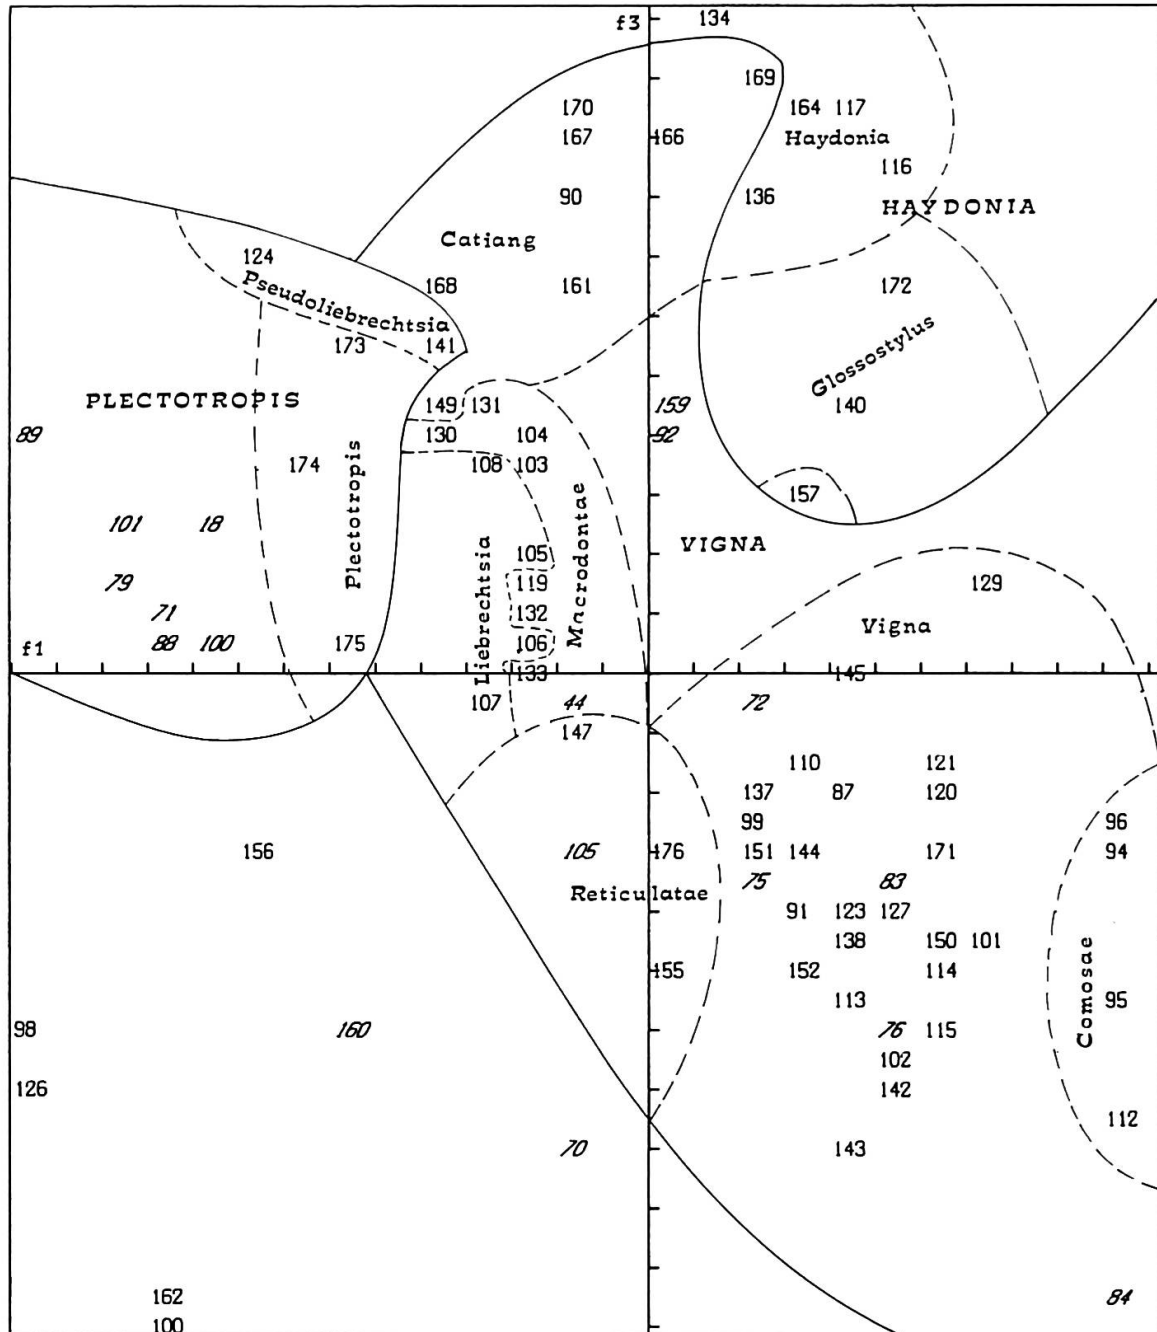 f3 134
169
170 164 117
167 166 Haydonia
116
90 136
HAYDONIA
Catiang
124
168 161 172
Pseudoliebrechtsia
173 141
Glossostylus
PLECTOTROPIS 149 131 159 140
89 130 104 92
174 108 103
Plectotropis
157
101 18
Macrodontae
VIGNA
105
79 119 129
Liebrechtsia
71 132 Vigna
f1 88 100 175 106
133 145
107 44 72
147
110 121
137 87 120
99 96
156 105 176 151 144 171 94
75 83
Reticulatae
91 123 127
138 150 101
Comosae
155 152 114
113 95
98 160 76 115
102
126 142
112
70 143
162 84
100